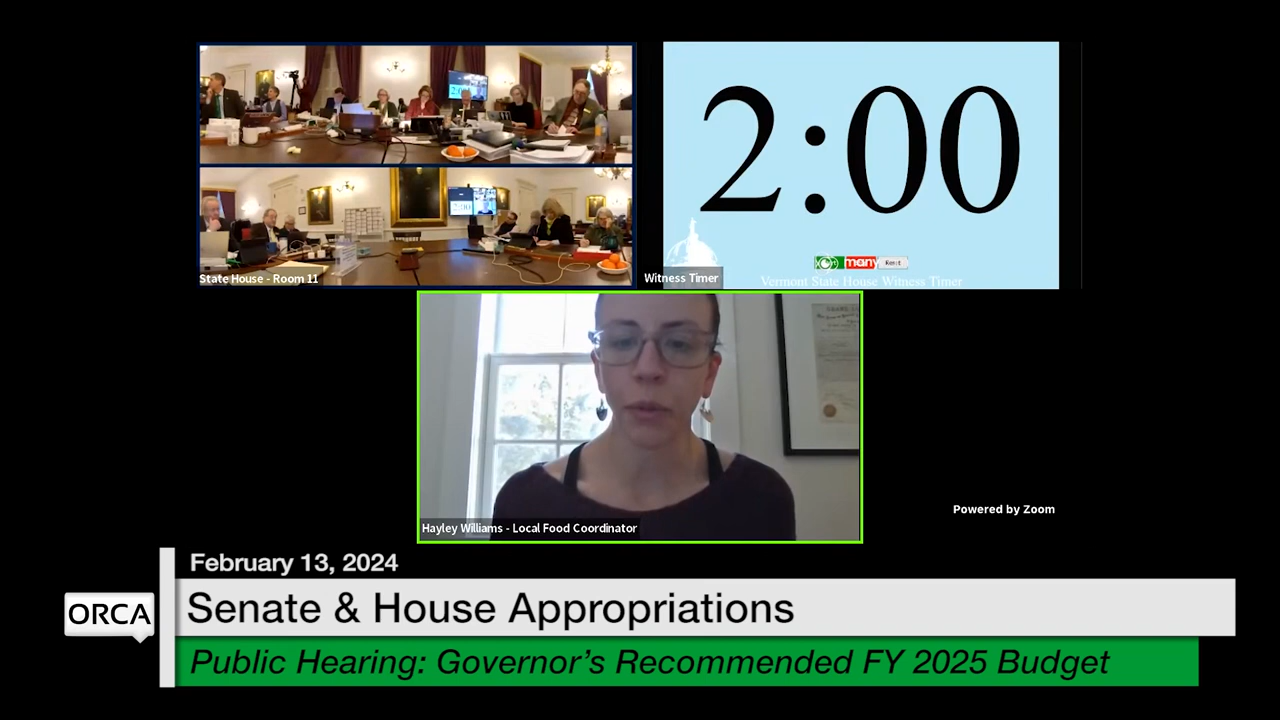 State House - Room 11
2:00
Witness Timer
Vermont State House Witness Timer
Hayley Williams - Local Food Coordinator
Powered by Zoom
February 13, 2024
ORCA
Senate & House Appropriations
Public Hearing: Governor's Recommended FY 2025 Budget